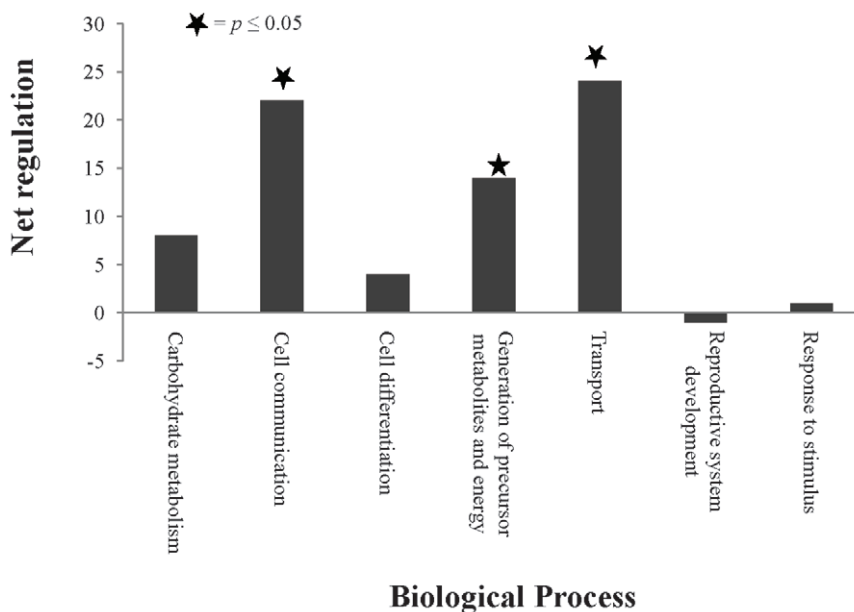 ★ = p ≤ 0.05
Net regulation
30
25
20
15
10
5
0
-5
Carbohydrate metabolism
Cell communication
Cell differentiation
Generation of precursor
metabolites and energy
Transport
Reproductive system
development
Response to stimulus
Biological Process